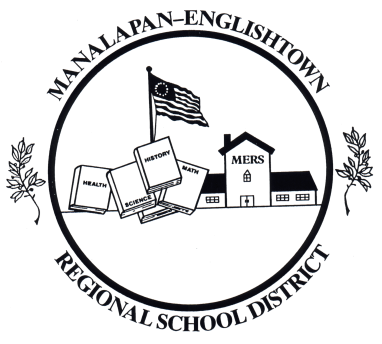 MANALAPAN–ENGLISHTOWN
HISTORY
MATH
HEALTH
SCIENCE
MERS
REGIONAL SCHOOL DISTRICT